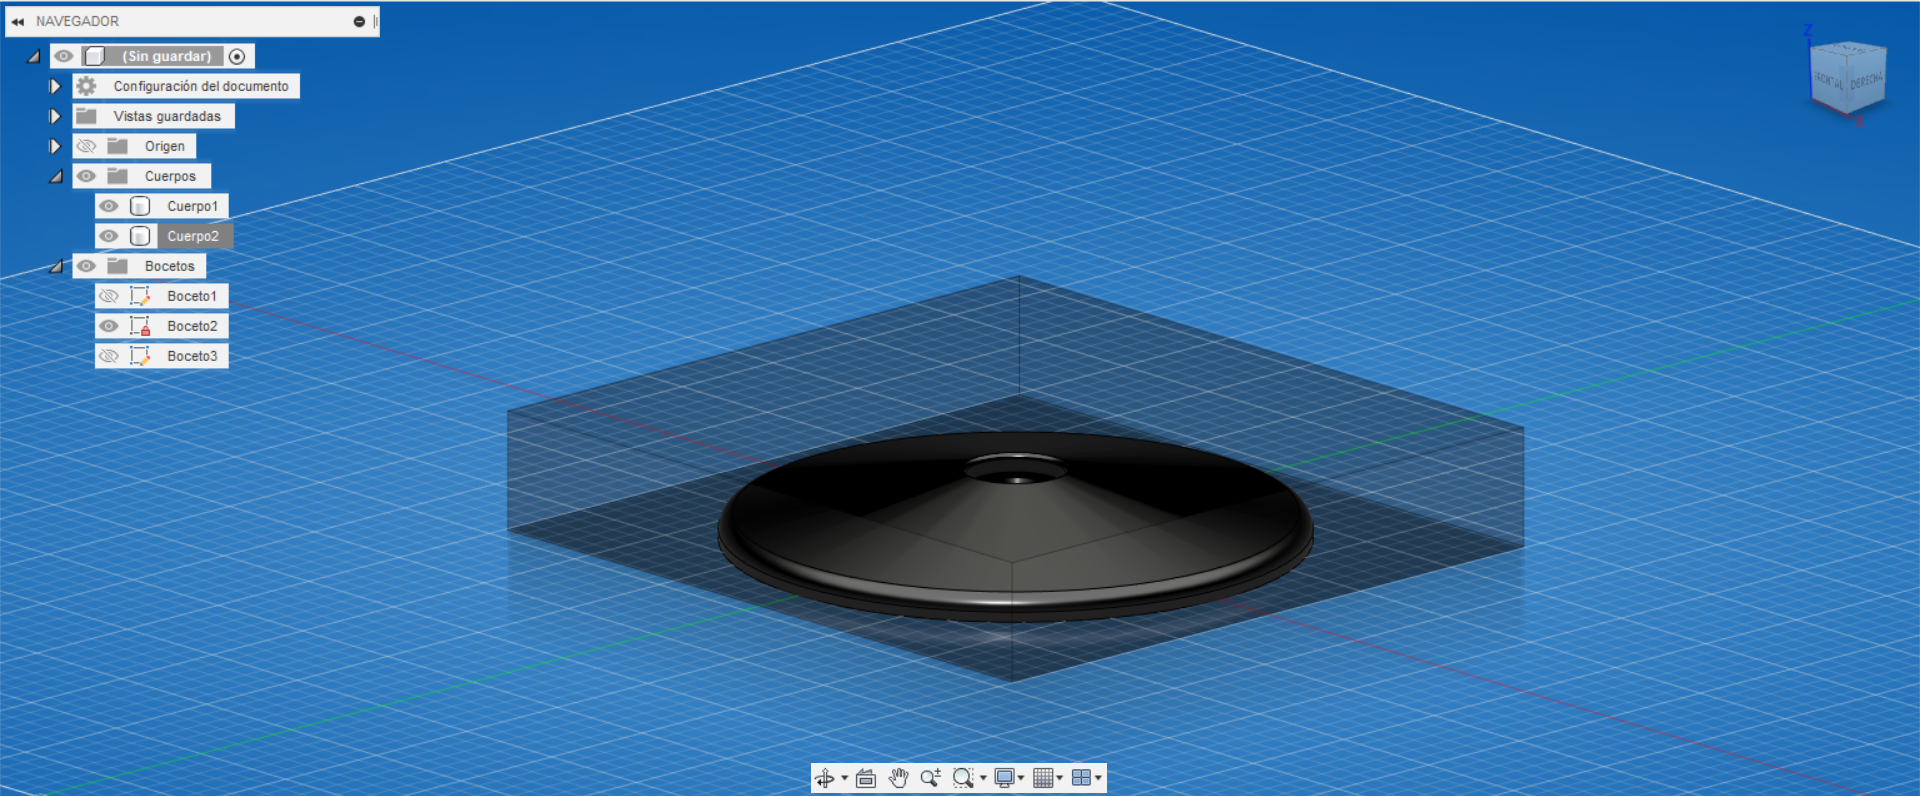 NAVEGADOR
(Sin guardar)
Configuración del documento
Vistas guardadas
Origen
Cuerpos
Cuerpo1
Cuerpo2
Bocetos
Boceto1
Boceto2
Boceto3
Z
FRONTAL
DERECHA
X